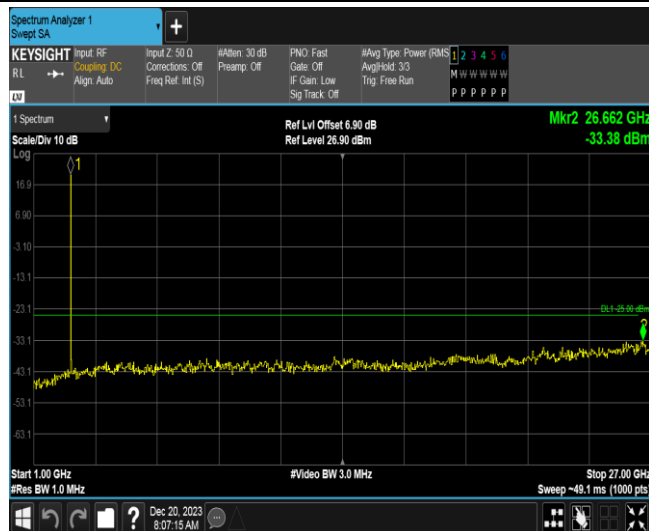 Spectrum Analyzer 1
Swept SA
+
KEYSIGHT
RL
LXI
Input: RF
Coupling: DC
Align: Auto
Input Z: 50 Ω
Corrections: Off
Freq Ref: Int (S)
#Atten: 30 dB
Preamp: Off
PNO: Fast
Gate: Off
IF Gain: Low
Sig Track: Off
#Avg Type: Power (RMS
Avg|Hold: 3/3
Trig: Free Run
1 2 3 4 5 6
M W W W W W
P P P P P P
1 Spectrum
Scale/Div 10 dB
Ref Lvl Offset 6.90 dB
Ref Level 26.90 dBm
Mkr2 26.662 GHz
-33.38 dBm
Log
1
16.9
6.90
-3.10
-13.1
-23.1
DL1 -25.00 dBm
2
-33.1
-43.1
-53.1
-63.1
Start 1.00 GHz
#Video BW 3.0 MHz
Stop 27.00 GHz
#Res BW 1.0 MHz
Sweep ~49.1 ms (1000 pts)
?
Dec 20, 2023
8:07:15 AM